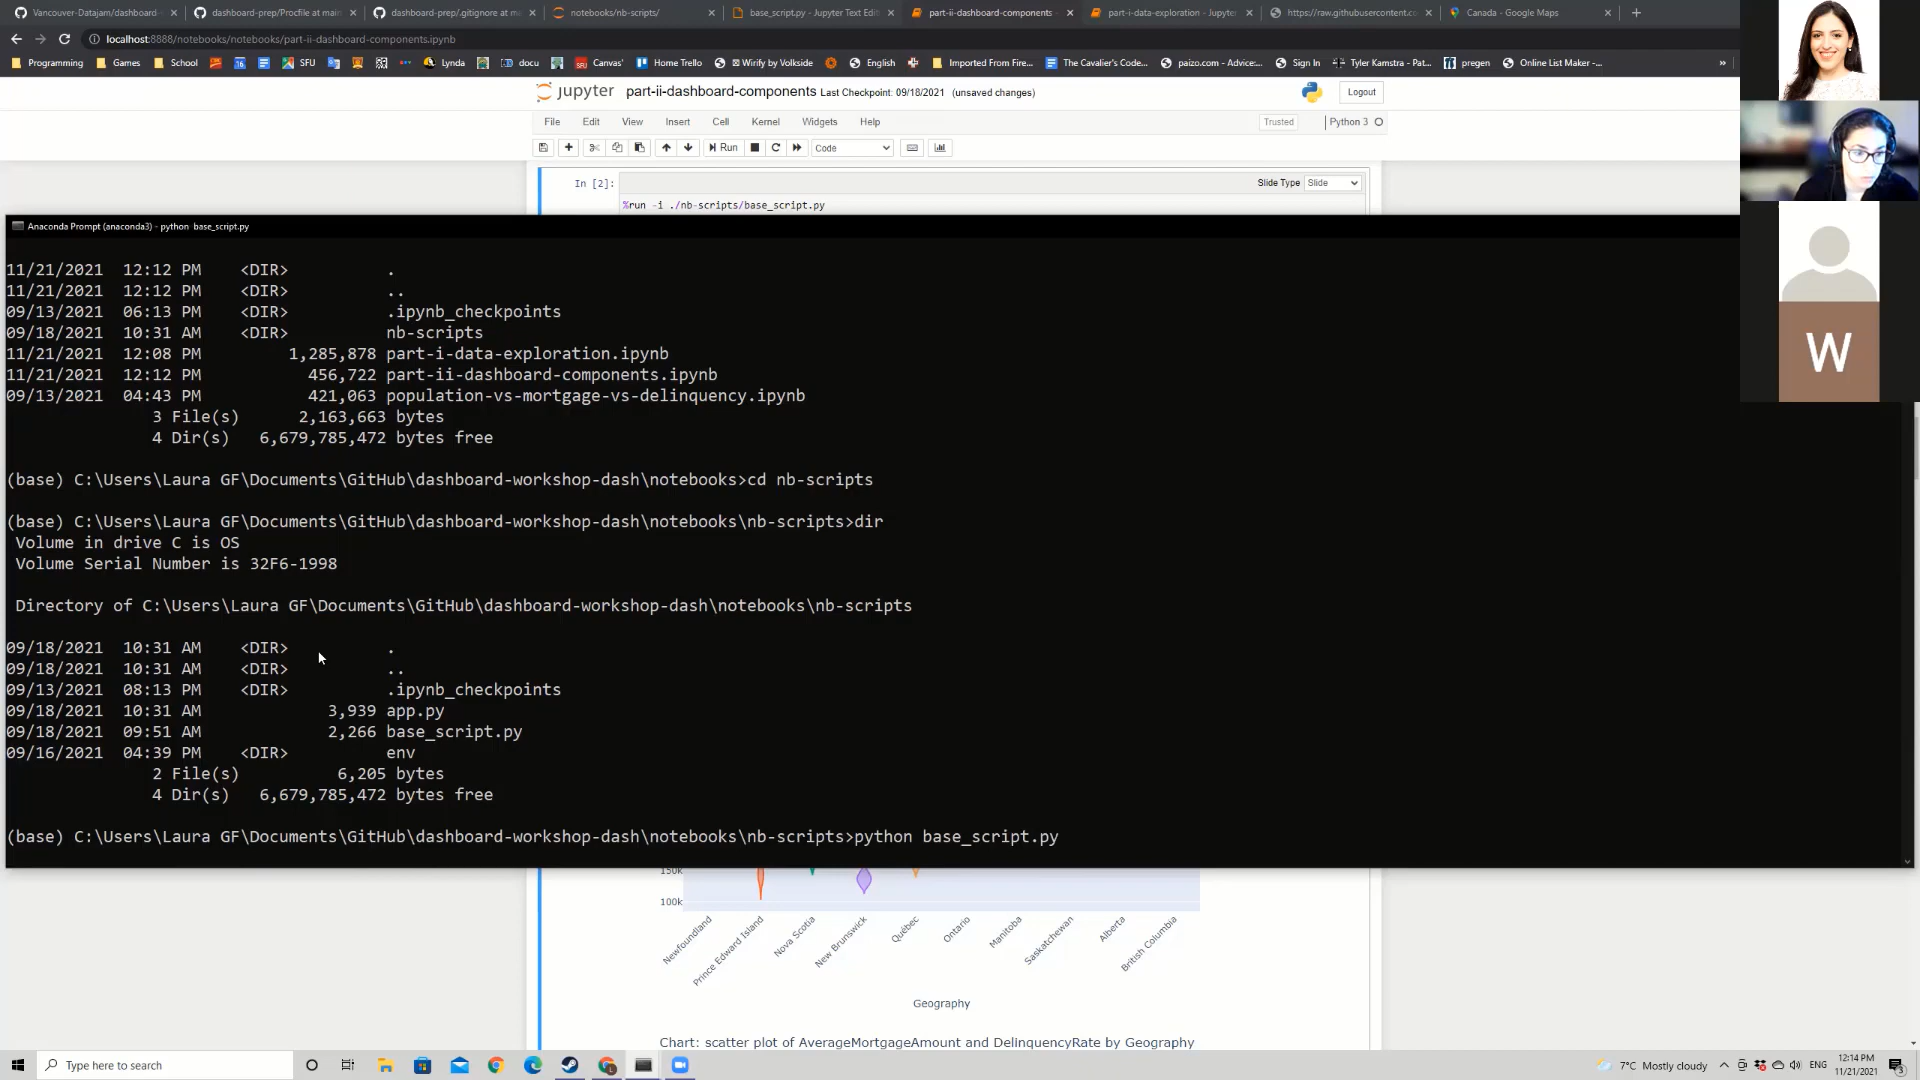 Vancouver-Datajam/dashboard-
dashboard-prep/Procfile at main
dashboard-prep/.gitignore at ma
notebooks/nb-scripts/
base_script.py - Jupyter Text Edit
part-ii-dashboard-components
part-i-data-exploration - Jupyte
https://raw.githubusercontent.co
Canada - Google Maps
localhost:8888/notebooks/notebooks/part-ii-dashboard-components.ipynb
Programming
Games
School
SFU
Lynda
docu
Canvas'
Home Trello
Wirify by Volkside
English
Imported From Fire...
The Cavalier's Code...
paizo.com - Advice:...
Sign In
Tyler Kamstra - Pat...
pregen
Online List Maker -...
»
jupyter part-ii-dashboard-components Last Checkpoint: 09/18/2021 (unsaved changes)
Logout
File Edit View Insert Cell Kernel Widgets Help
Trusted
Python 3
Run
Code
In [2]:
Slide Type Slide
%run -i ./nb-scripts/base_script.py
Anaconda Prompt (anaconda3) - python base_script.py
11/21/2021 12:12 PM <DIR> .
11/21/2021 12:12 PM <DIR> ..
09/13/2021 06:13 PM <DIR> .ipynb_checkpoints
09/18/2021 10:31 AM <DIR> nb-scripts
11/21/2021 12:08 PM 1,285,878 part-i-data-exploration.ipynb
11/21/2021 12:12 PM 456,722 part-ii-dashboard-components.ipynb
09/13/2021 04:43 PM 421,063 population-vs-mortgage-vs-delinquency.ipynb
3 File(s) 2,163,663 bytes
4 Dir(s) 6,679,785,472 bytes free
(base) C:\Users\Laura GF\Documents\GitHub\dashboard-workshop-dash\notebooks>cd nb-scripts
(base) C:\Users\Laura GF\Documents\GitHub\dashboard-workshop-dash\notebooks\nb-scripts>dir
Volume in drive C is OS
Volume Serial Number is 32F6-1998
Directory of C:\Users\Laura GF\Documents\GitHub\dashboard-workshop-dash\notebooks\nb-scripts
09/18/2021 10:31 AM <DIR> .
09/18/2021 10:31 AM <DIR> ..
09/13/2021 08:13 PM <DIR> .ipynb_checkpoints
09/18/2021 10:31 AM 3,939 app.py
09/18/2021 09:51 AM 2,266 base_script.py
09/16/2021 04:39 PM <DIR> env
2 File(s) 6,205 bytes
4 Dir(s) 6,679,785,472 bytes free
(base) C:\Users\Laura GF\Documents\GitHub\dashboard-workshop-dash\notebooks\nb-scripts>python base_script.py
W
150k
100k
Newfoundland
Prince Edward Island
Nova Scotia
New Brunswick
Québec
Ontario
Manitoba
Saskatchewan
Alberta
British Columbia
Geography
Chart: scatter plot of AverageMortgageAmount and DelinquencyRate by Geography
Type here to search
7°C Mostly cloudy
ENG
12:14 PM
11/21/2021
3